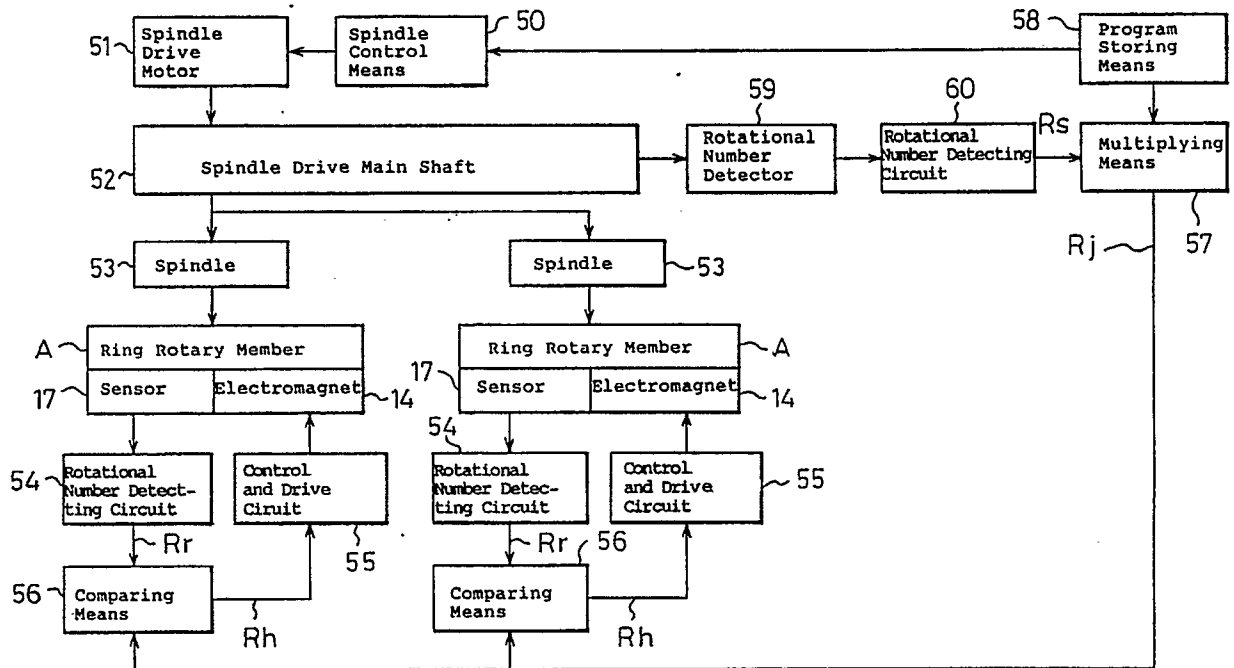 50
58
51
Spindle
Drive
Motor
Spindle
Control
Means
Program
Storing
Means
59
60
52
Spindle Drive Main Shaft
Rotational
Number
Detector
Rotational
Number Detecting
Circuit
Rs
Multiplying
Means
57
Rj
53
Spindle
Spindle
53
A
Ring Rotary Member
Ring Rotary Member
A
17
Sensor
Electromagnet
14
17
Sensor
Electromagnet
14
54
54
Rotational
Number Detect-
ting Circuit
Control
and Drive
Ciruit
55
Rotational
Number Detec-
ting Circuit
Control
and Drive
Circuit
55
Rr
Rr
56
56
Comparing
Means
Rh
Comparing
Means
Rh